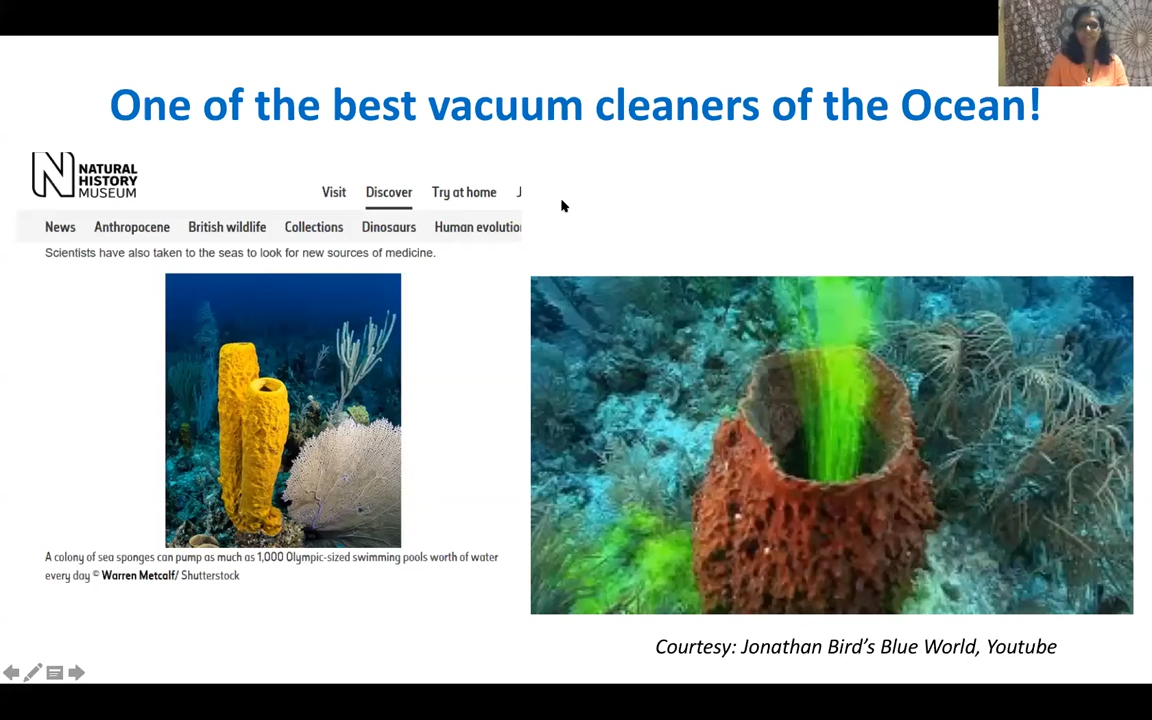 One of the best vacuum cleaners of the Ocean!
NATURAL
HISTORY
MUSEUM
Visit Discover Try at home J
News Anthropocene British wildlife Collections Dinosaurs Human evolution
Scientists have also taken to the seas to look for new sources of medicine.
A colony of sea sponges can pump as much as 1,000 Olympic-sized swimming pools worth of water
every day © Warren Metcalf/ Shutterstock
Courtesy: Jonathan Bird's Blue World, Youtube